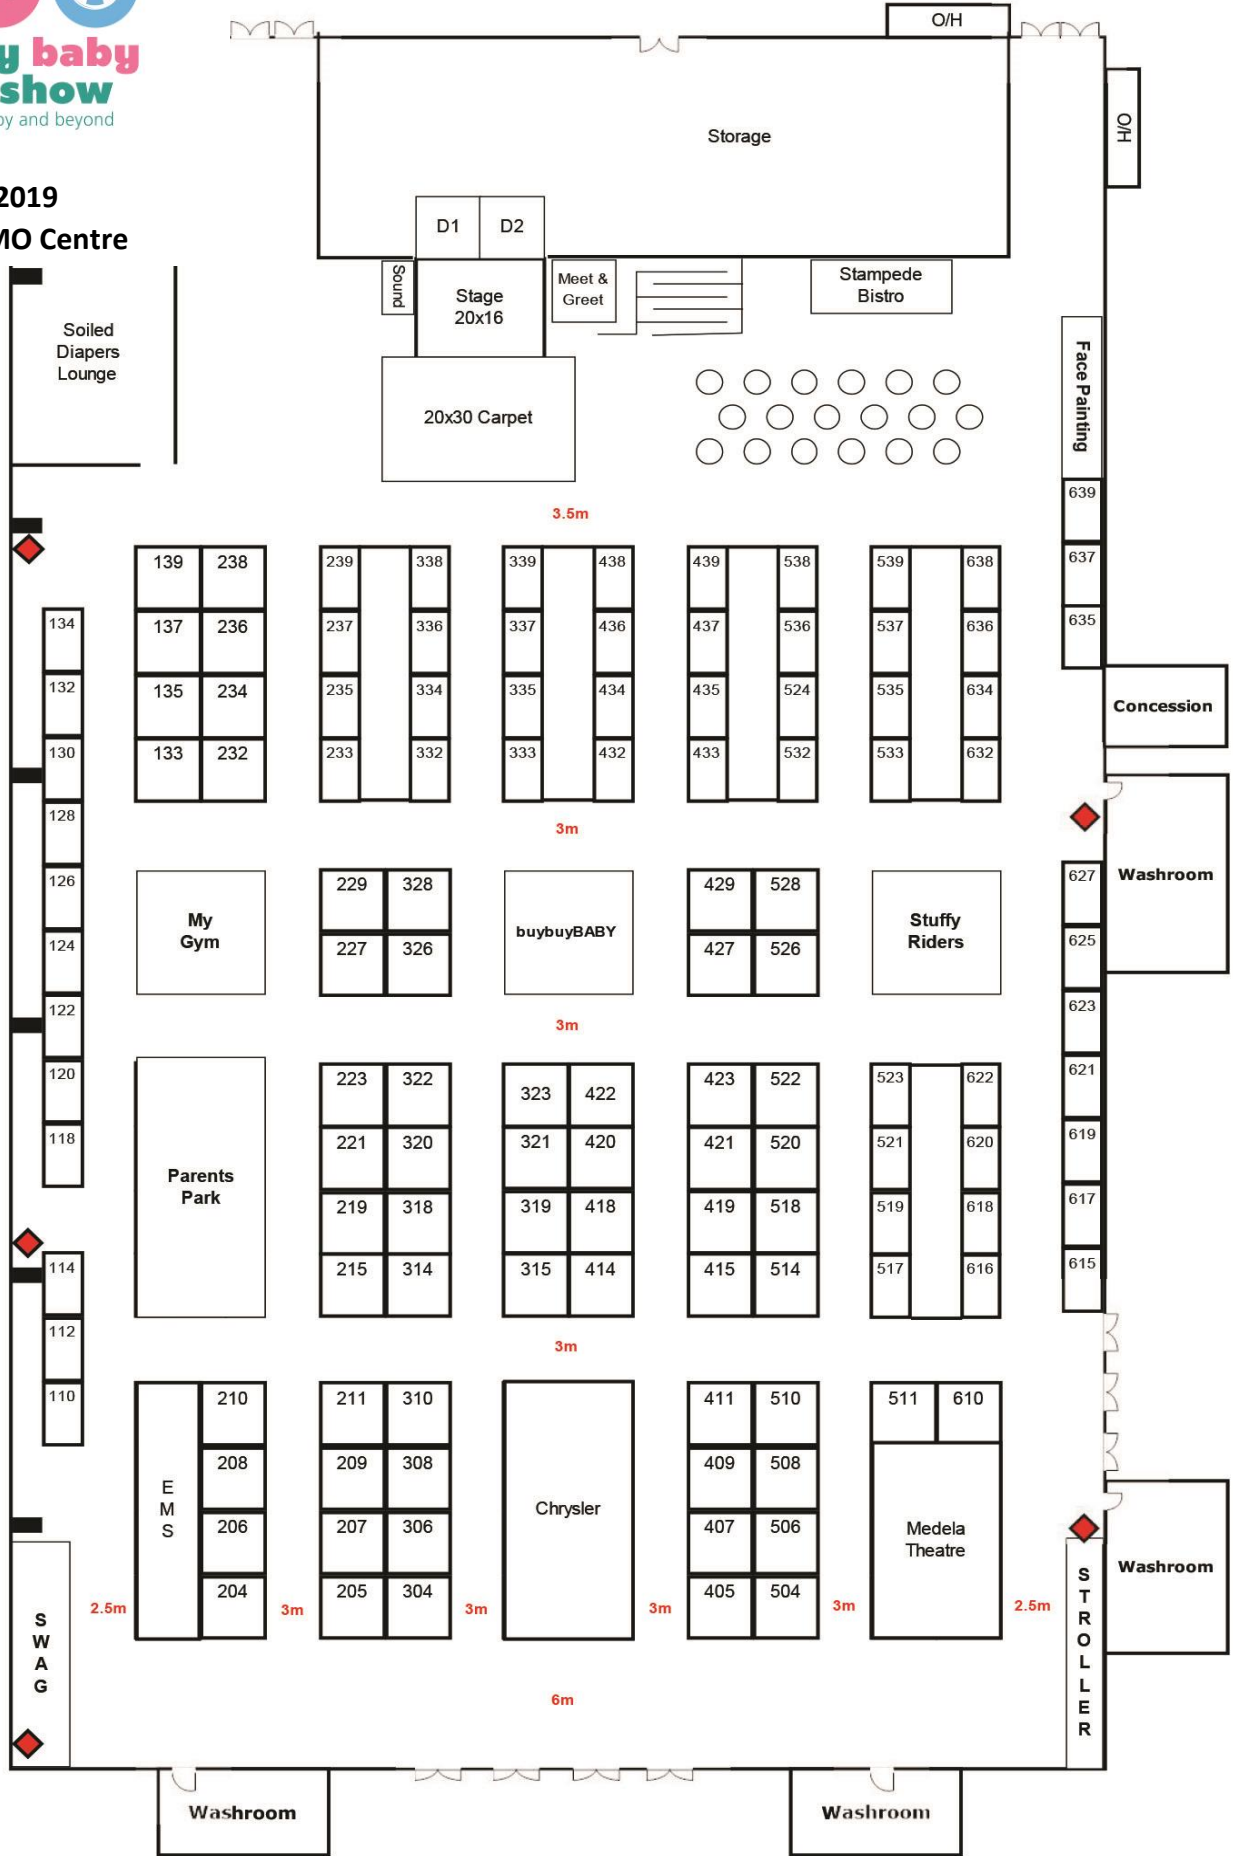 O/H
baby
show
and beyond
O/H
Storage
2019
Centre
D1 D2
Sound
Stage
20x16
Meet &
Greet
Stampede
Bistro
Soiled
Diapers
Lounge
Face Painting
20x30 Carpet
3.5m
639
637
635
139 238 239 338 339 438 439 538 539 638
137 236 237 336 337 436 437 536 537 636
135 234 235 334 335 434 435 524 535 634
133 232 233 332 333 432 433 532 533 632
134
132
130
128
126
124
122
120
118
Concession
3m
Washroom
My
Gym
229 328
227 326
buybuyBABY
429 528
427 526
Stuffy
Riders
627
625
623
621
619
617
615
3m
Parents
Park
223 322 323 422 423 522 523 622
221 320 321 420 421 520 521 620
219 318 319 418 419 518 519 618
215 314 315 414 415 514 517 616
114
112
110
3m
E
M
S
210 211 310 411 510 511 610
208 209 308 409 508
206 207 306 407 506
204 205 304 405 504
Chrysler
Medela
Theatre
Washroom
S
W
A
G
2.5m 3m 3m 3m 3m 2.5m
S
T
R
O
L
L
E
R
6m
Washroom Washroom